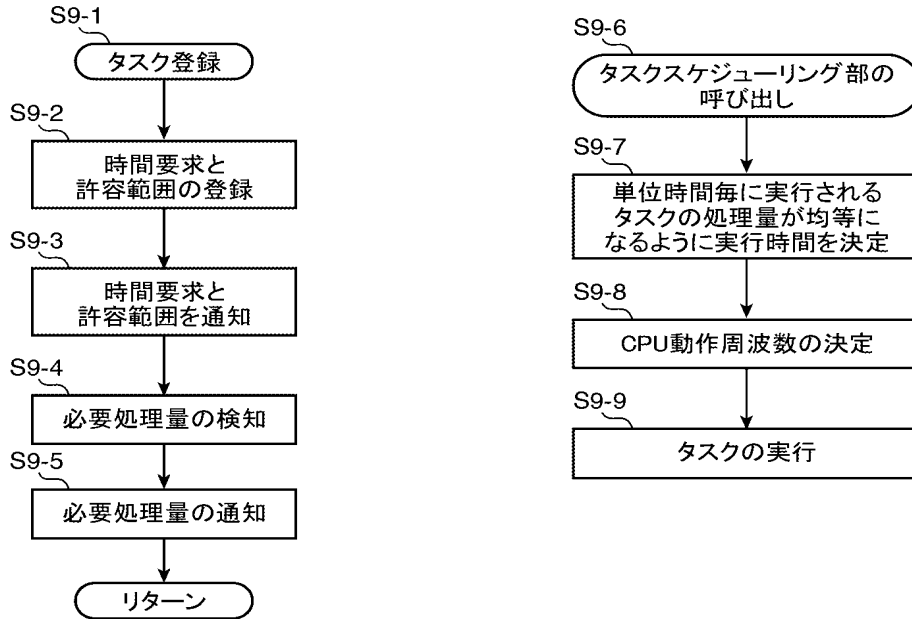 S9-1
タスク登録
S9-2
時間要求と
許容範囲の登録
S9-3
時間要求と
許容範囲を通知
S9-4
必要処理量の検知
S9-5
必要処理量の通知
リターン
S9-6
タスクスケジューリング部の
呼び出し
S9-7
単位時間毎に実行される
タスクの処理量が均等に
なるように実行時間を決定
S9-8
CPU動作周波数の決定
S9-9
タスクの実行